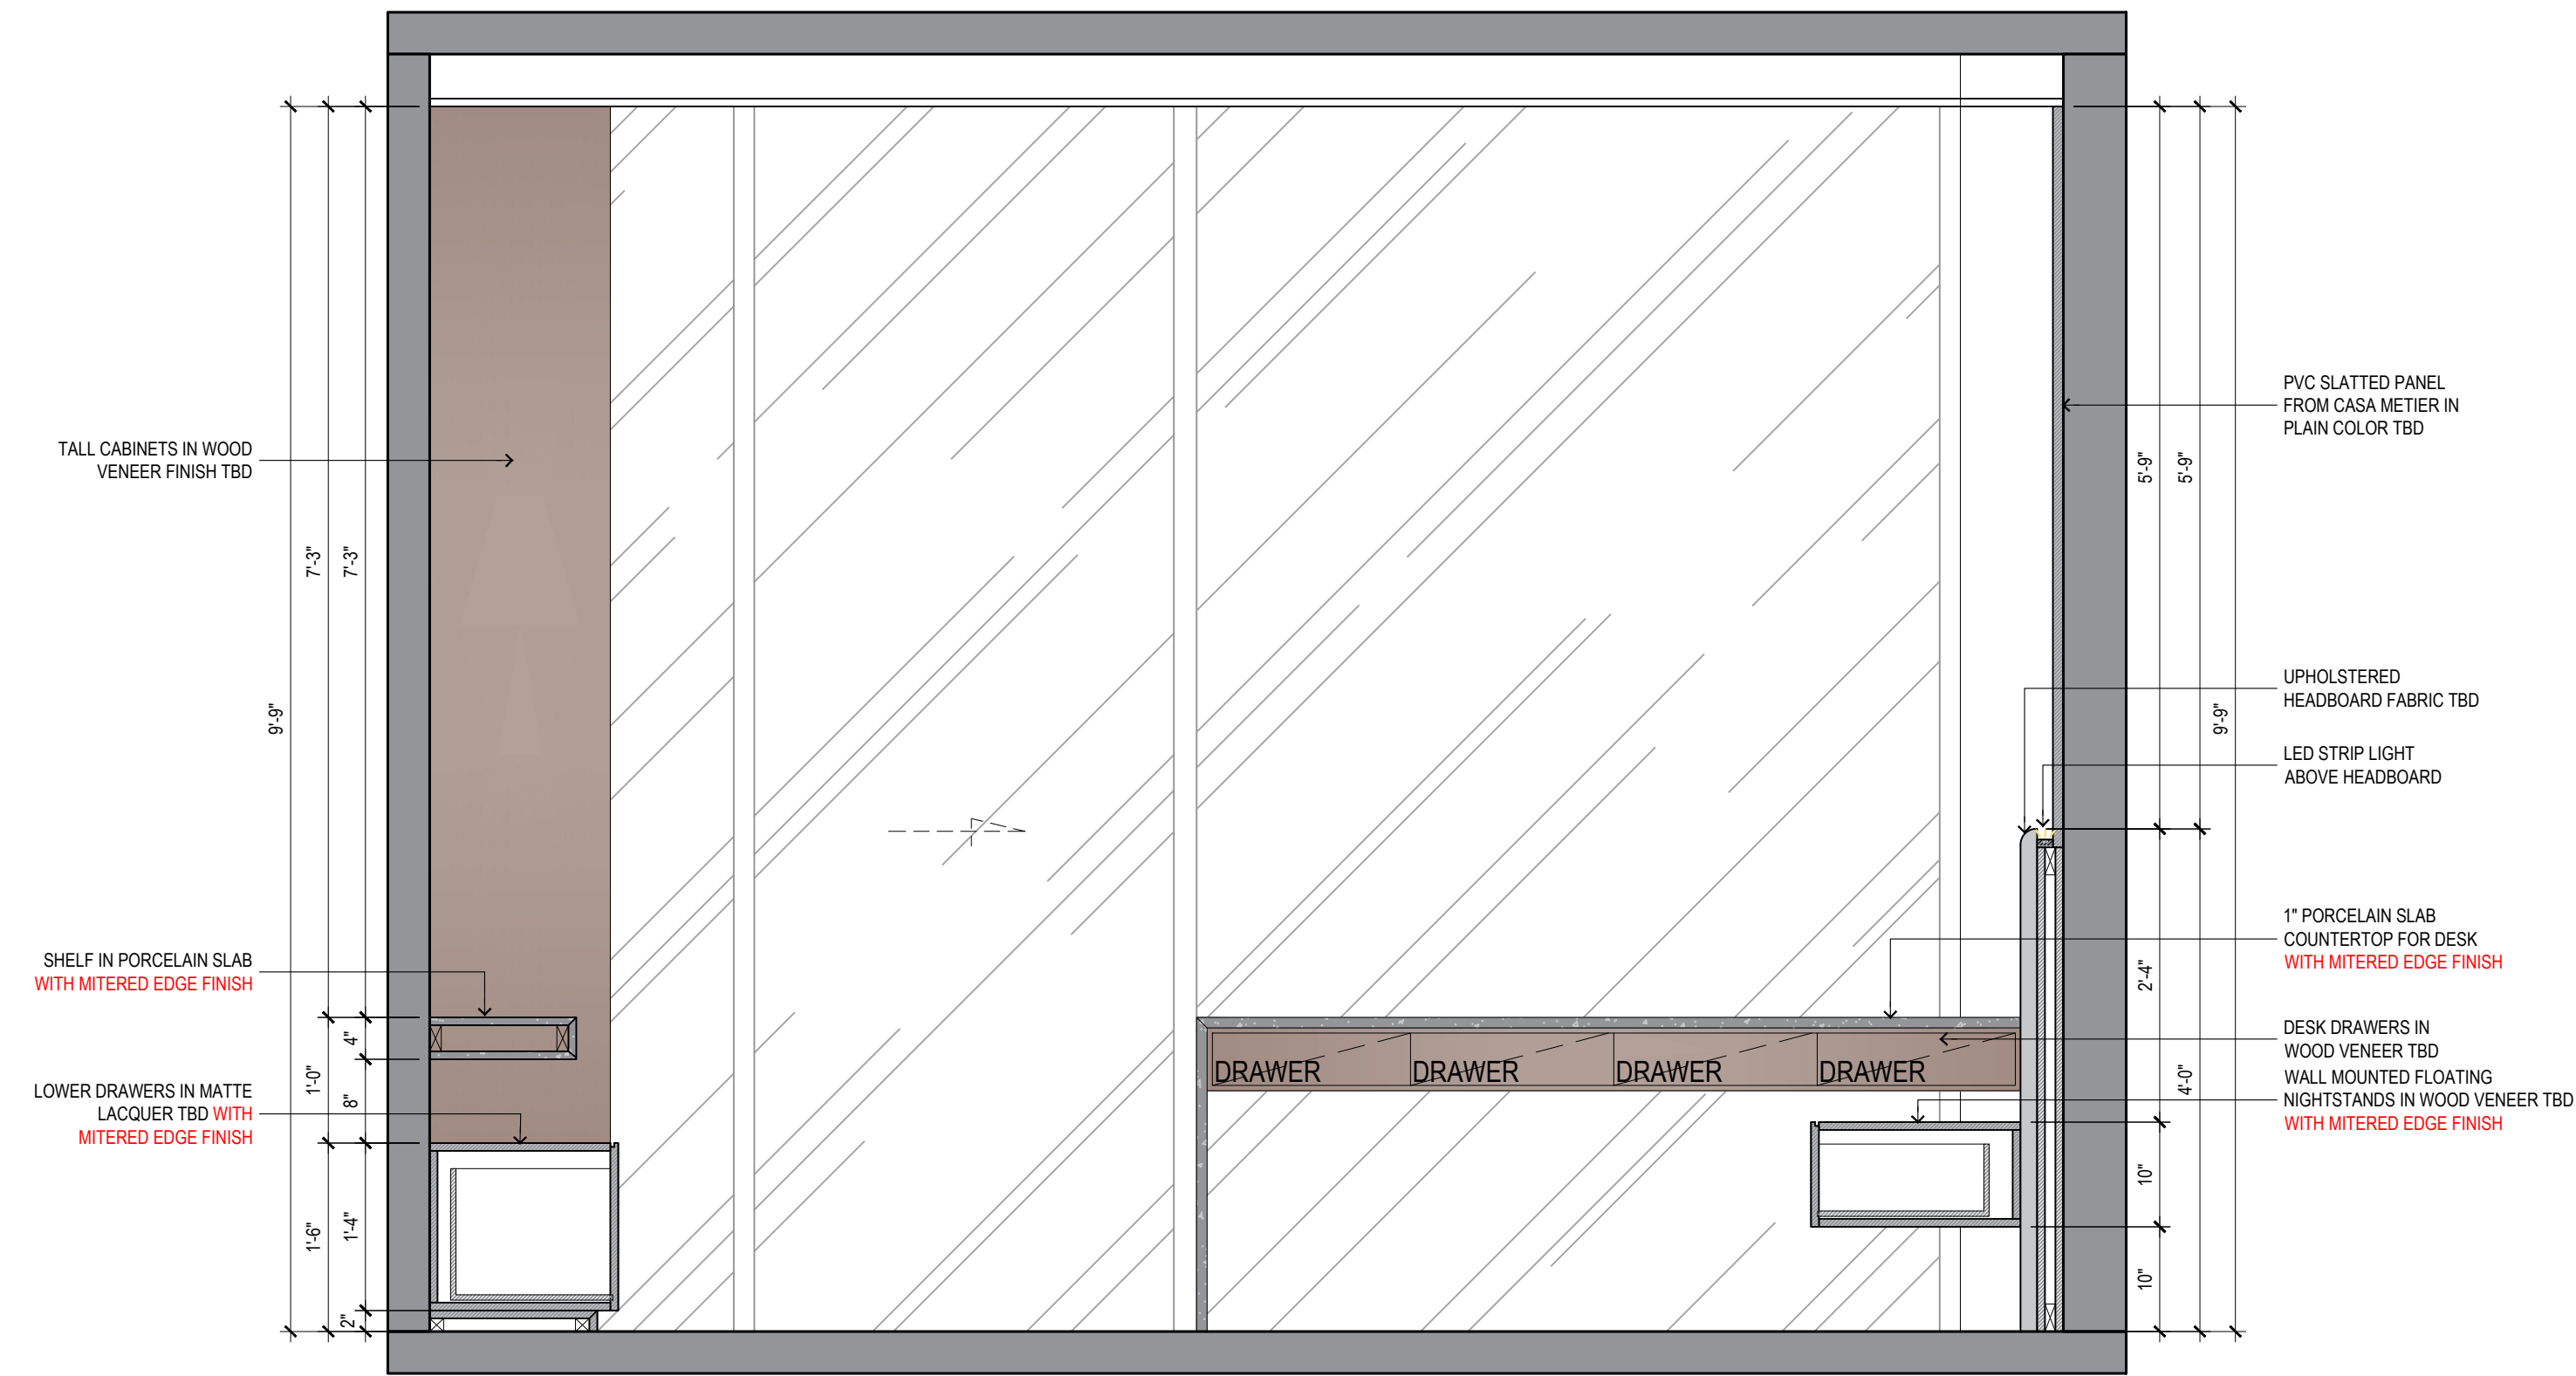 TALL CABINETS IN WOOD
VENEER FINISH TBD
SHELF IN PORCELAIN SLAB
WITH MITERED EDGE FINISH
LOWER DRAWERS IN MATTE
LACQUER TBD WITH
MITERED EDGE FINISH
9'-9"
7'-3"
7'-3"
4"
1'-0"
8"
1'-6"
1'-4"
2"
DRAWER
DRAWER
DRAWER
DRAWER
5'-9"
5'-9"
9'-9"
2'-4"
4'-0"
10"
10"
PVC SLATTED PANEL
FROM CASA METIER IN
PLAIN COLOR TBD
UPHOLSTERED
HEADBOARD FABRIC TBD
LED STRIP LIGHT
ABOVE HEADBOARD
1" PORCELAIN SLAB
COUNTERTOP FOR DESK
WITH MITERED EDGE FINISH
DESK DRAWERS IN
WOOD VENEER TBD
WALL MOUNTED FLOATING
NIGHTSTANDS IN WOOD VENEER TBD
WITH MITERED EDGE FINISH